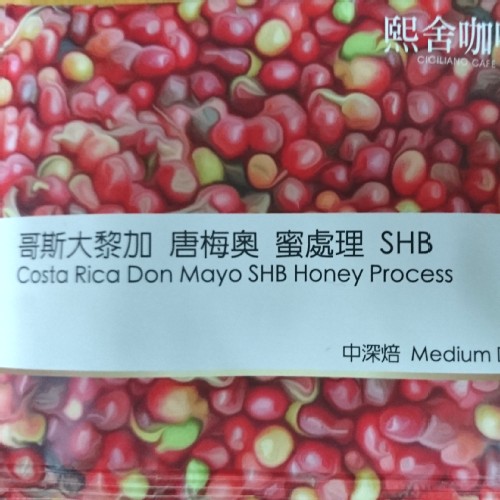 熙舍咖
CICILIANO CAFE
哥斯大黎加 唐梅奧 蜜處理 SHB
Costa Rica Don Mayo SHB Honey Process
中深焙 Medium